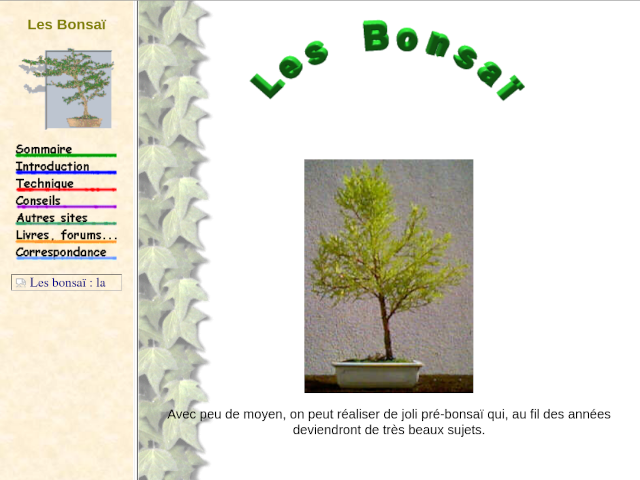 Les Bonsaï
Sommaire
Introduction
Technique
Conseils
Autres sites
Livres, forums...
Correspondance
Les bonsaï : la
Les Bonsaï
Avec peu de moyen, on peut réaliser de joli pré-bonsaï qui, au fil des années
deviendront de très beaux sujets.